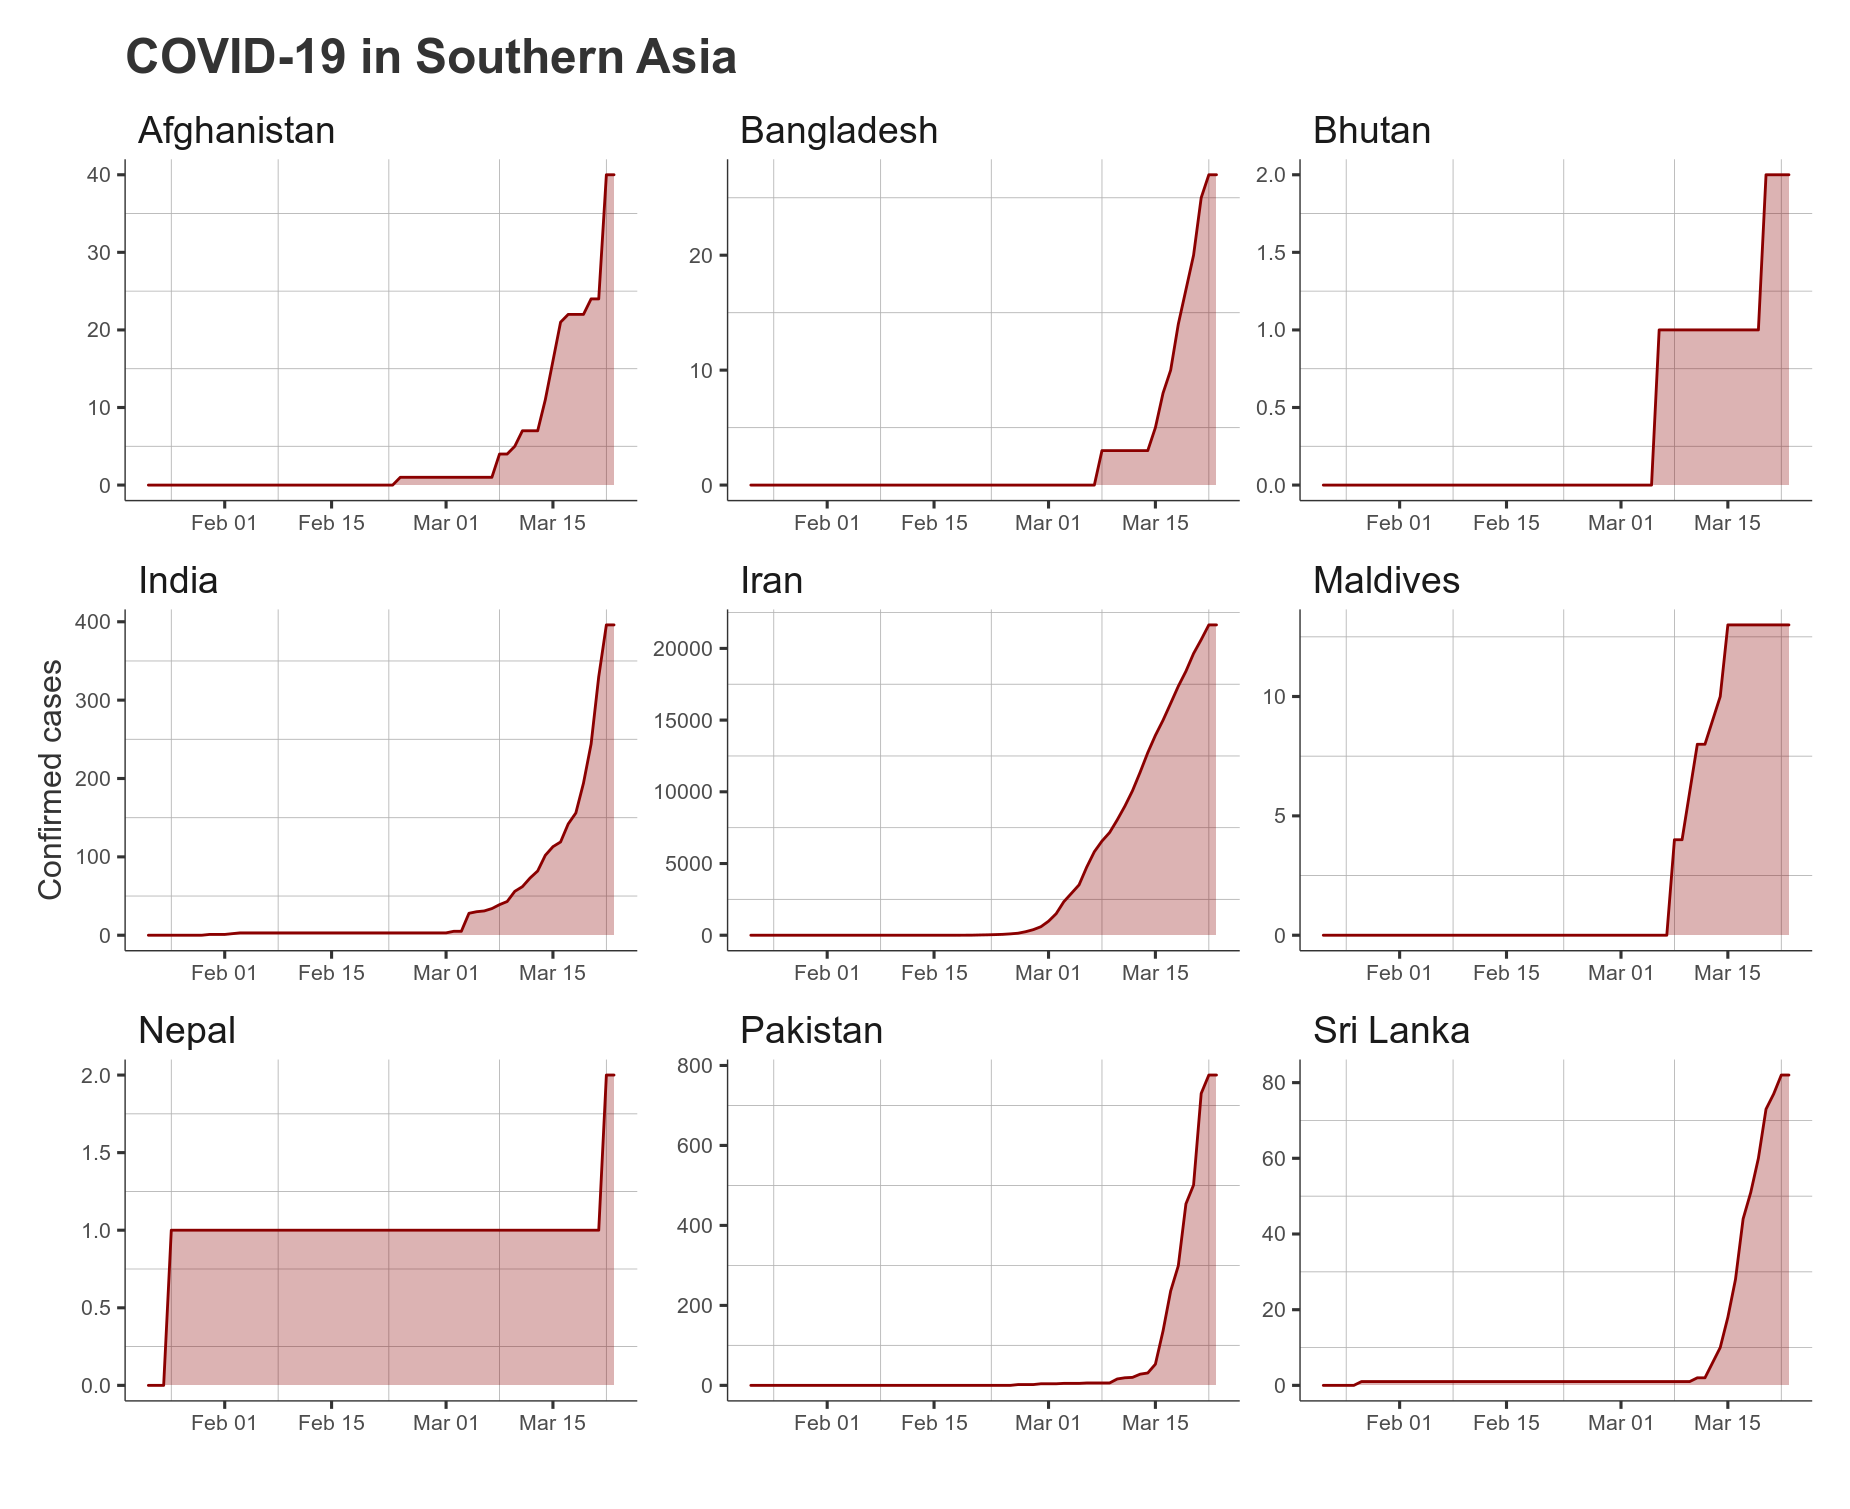 COVID-19 in Southern Asia
Afghanistan
40
30
20
10
0
Feb 01 Feb 15 Mar 01 Mar 15
Bangladesh
20
10
0
Feb 01 Feb 15 Mar 01 Mar 15
Bhutan
2.0
1.5
1.0
0.5
0.0
Feb 01 Feb 15 Mar 01 Mar 15
Confirmed cases
India
400
300
200
100
0
Feb 01 Feb 15 Mar 01 Mar 15
Iran
20000
15000
10000
5000
0
Feb 01 Feb 15 Mar 01 Mar 15
Maldives
10
5
0
Feb 01 Feb 15 Mar 01 Mar 15
Nepal
2.0
1.5
1.0
0.5
0.0
Feb 01 Feb 15 Mar 01 Mar 15
Pakistan
800
600
400
200
0
Feb 01 Feb 15 Mar 01 Mar 15
Sri Lanka
80
60
40
20
0
Feb 01 Feb 15 Mar 01 Mar 15